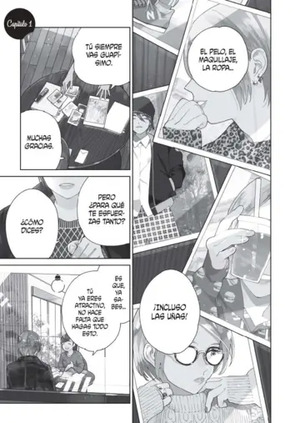 Capítulo 1
EL PELO, EL
MAQUILLAJE,
LA ROPA...
¡INCLUSO
LAS UÑAS!
TÚ SIEMPRE
VAS GUAPÍ-
SIMO.
MUCHAS
GRACIAS.
PERO
¿PARA QUÉ
TE ESFUER-
ZAS TANTO?
¿CÓMO
DICES?
ES QUE,
YA SA-
BES...
TÚ
YA ERES
ATRACTIVO,
NO HACE
FALTA QUE
HAGAS TODO
ESTO.